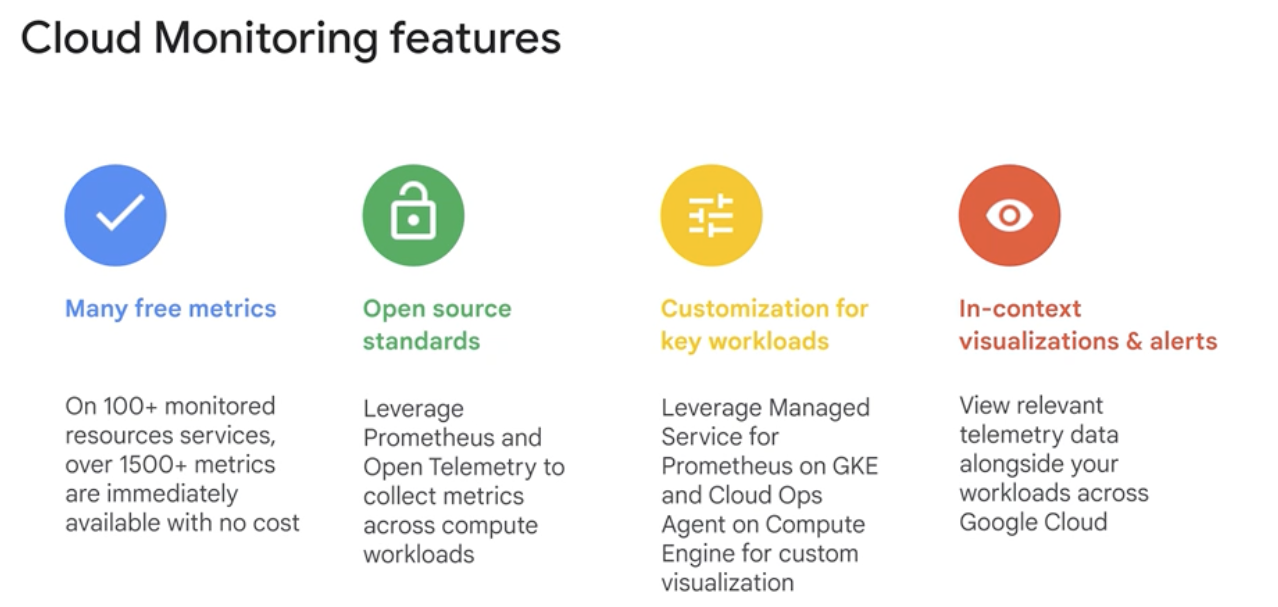 Cloud Monitoring features
Many free metrics
On 100+ monitored
resources services,
over 1500+ metrics
are immediately
available with no cost
Open source
standards
Leverage
Prometheus and
Open Telemetry to
collect metrics
across compute
workloads
Customization for
key workloads
Leverage Managed
Service for
Prometheus on GKE
and Cloud Ops
Agent on Compute
Engine for custom
visualization
In-context
visualizations & alerts
View relevant
telemetry data
alongside your
workloads across
Google Cloud